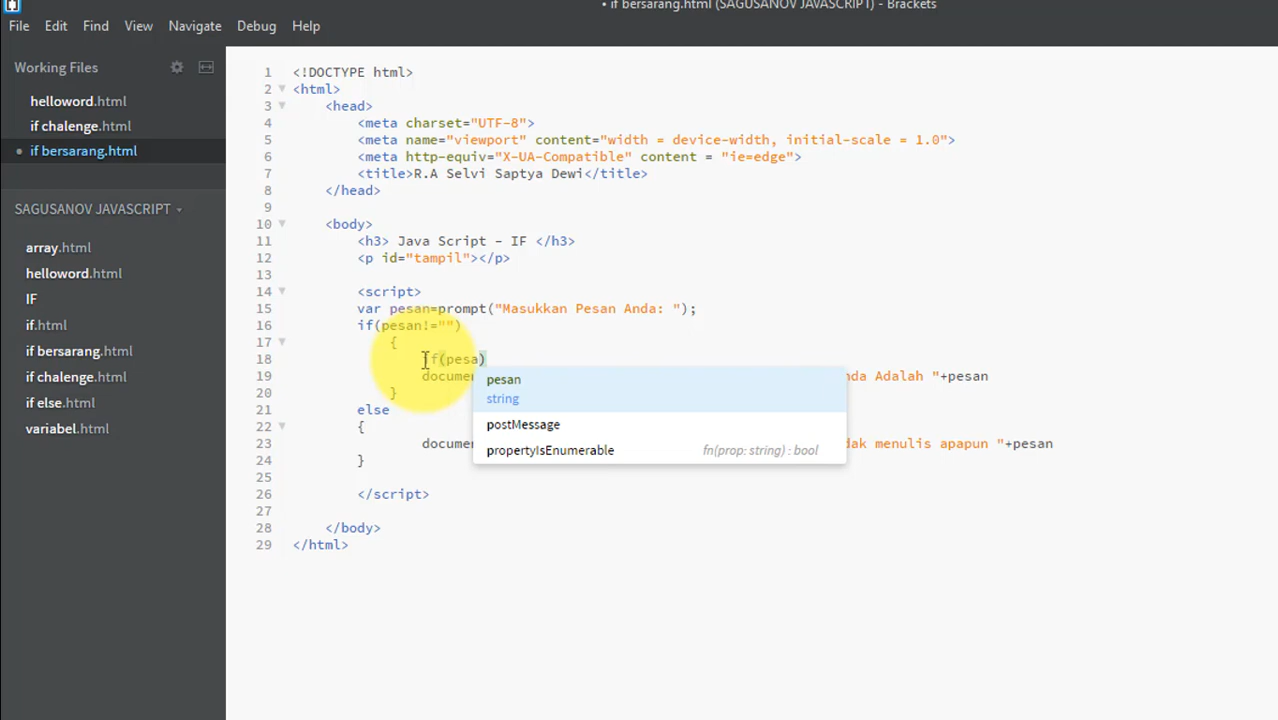 • if bersarang.html (SAGUSANOV JAVASCRIPT) - Brackets
File Edit Find View Navigate Debug Help
Working Files
helloword.html
if chalenge.html
• if bersarang.html
SAGUSANOV JAVASCRIPT
array.html
helloword.html
IF
if.html
if bersarang.html
if chalenge.html
if else.html
variabel.html
1 <!DOCTYPE html>
2 <html>
3 <head>
4 <meta charset="UTF-8">
5 <meta name="viewport" content="width = device-width, initial-scale = 1.0">
6 <meta http-equiv="X-UA-Compatible" content = "ie=edge">
7 <title>R.A Selvi Saptya Dewi</title>
8 </head>
9
10 <body>
11 <h3> Java Script - IF </h3>
12 <p id="tampil"></p>
13
14 <script>
15 var pesan=prompt("Masukkan Pesan Anda: ");
16 if(pesan!="")
17 {
18 if(pesa)
19 documen nda Adalah "+pesan
20 }
21 else
22 {
23 documen dak menulis apapun "+pesan
24 }
25
26 </script>
27
28 </body>
29 </html>
pesan
string
postMessage
propertyIsEnumerable fn(prop: string) : bool